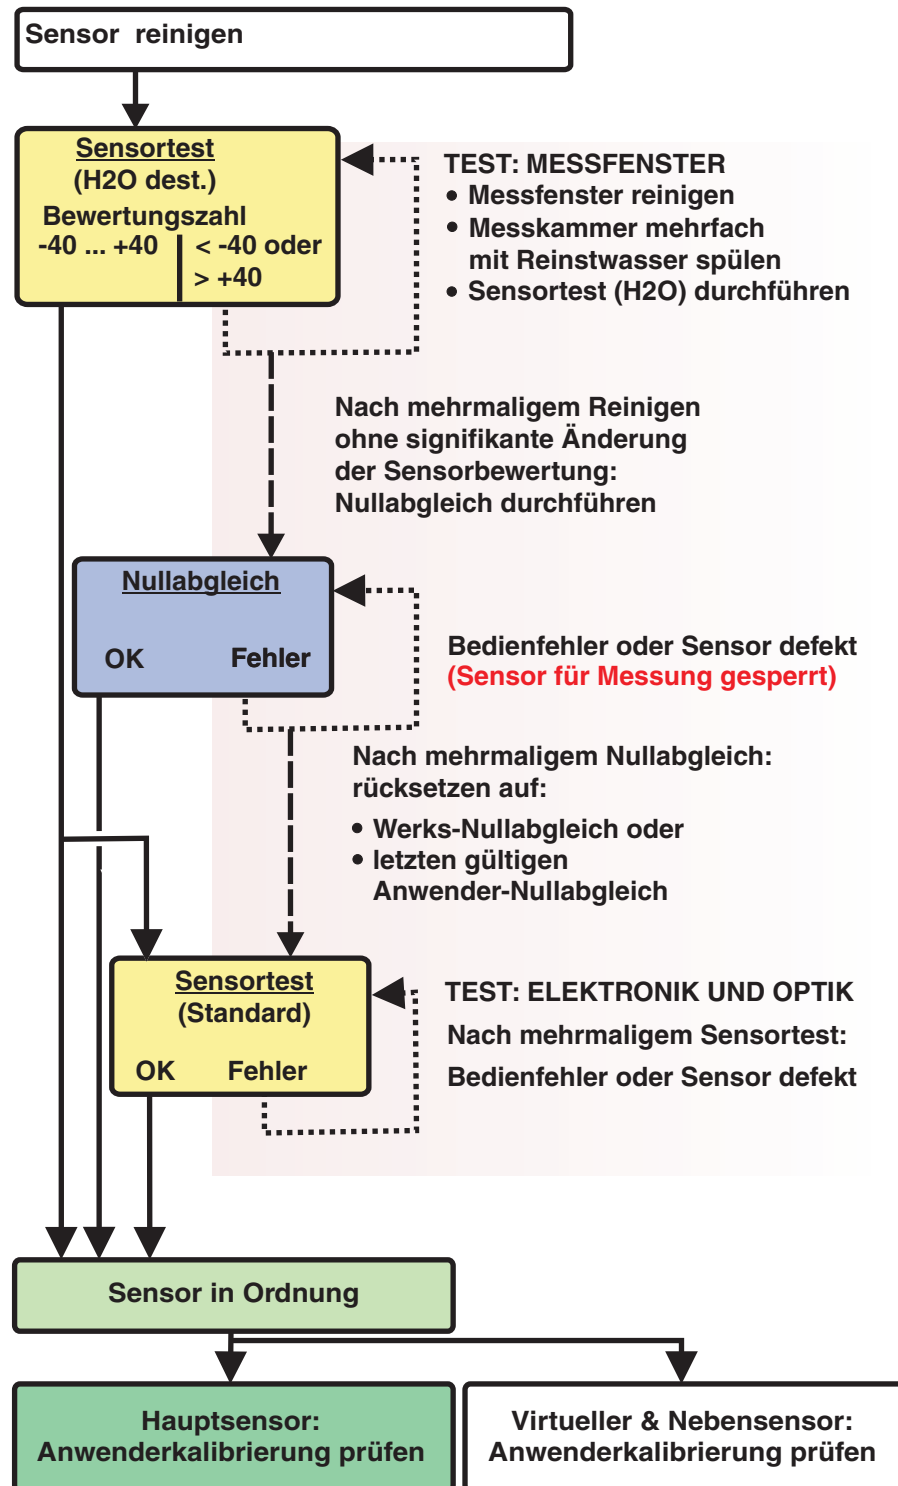 Sensor reinigen
Sensortest
(H2O dest.)
Bewertungszahl
-40 ... +40 < -40 oder
> +40
TEST: MESSFENSTER
• Messfenster reinigen
• Messkammer mehrfach
mit Reinstwasser spülen
• Sensortest (H2O) durchführen
Nach mehrmaligem Reinigen
ohne signifikante Änderung
der Sensorbewertung:
Nullabgleich durchführen
Nullabgleich
OK Fehler
Bedienfehler oder Sensor defekt
(Sensor für Messung gesperrt)
Nach mehrmaligem Nullabgleich:
rücksetzen auf:
• Werks-Nullabgleich oder
• letzten gültigen
Anwender-Nullabgleich
Sensortest
(Standard)
OK Fehler
TEST: ELEKTRONIK UND OPTIK
Nach mehrmaligem Sensortest:
Bedienfehler oder Sensor defekt
Sensor in Ordnung
Hauptsensor:
Anwenderkalibrierung prüfen
Virtueller & Nebensensor:
Anwenderkalibrierung prüfen